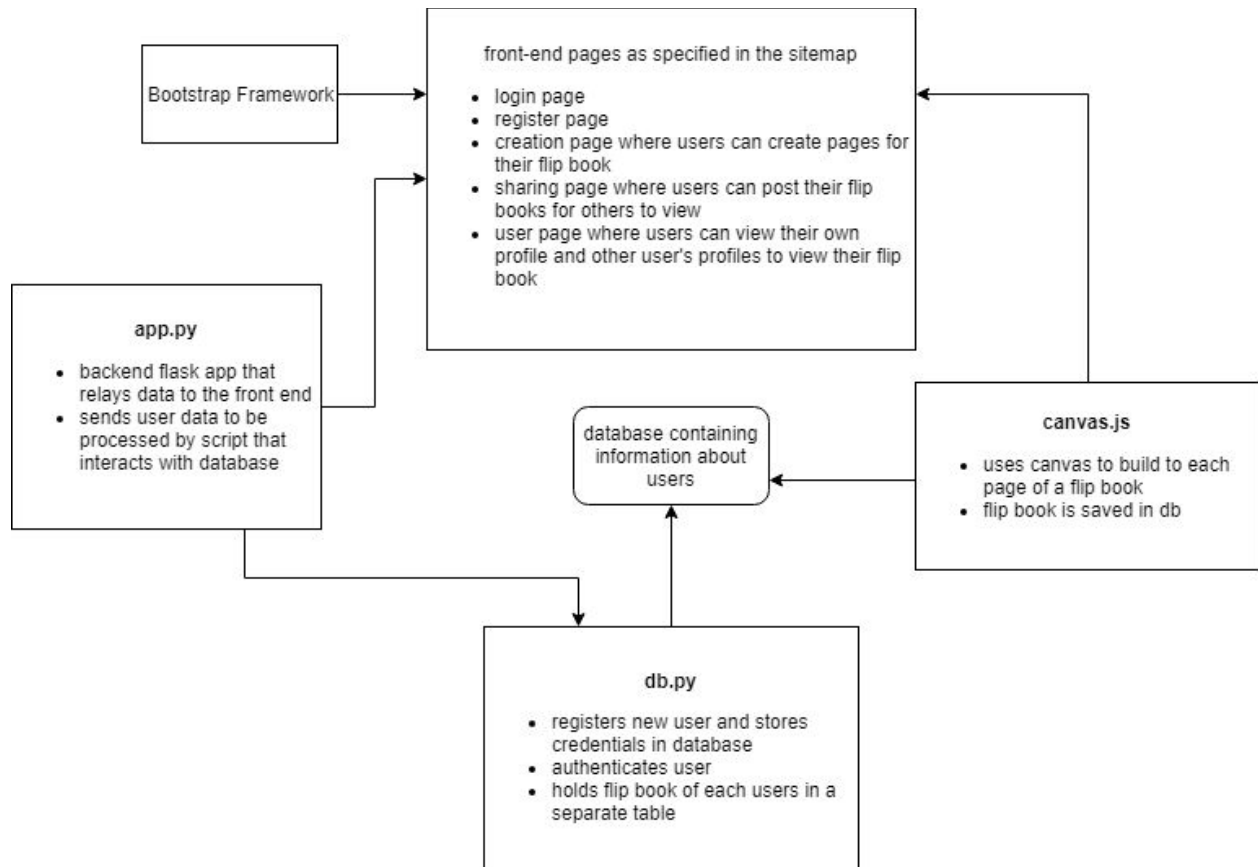 Bootstrap Framework
front-end pages as specified in the sitemap
• login page
• register page
• creation page where users can create pages for
their flip book
• sharing page where users can post their flip
books for others to view
• user page where users can view their own
profile and other user's profiles to view their flip
book
app.py
• backend flask app that
relays data to the front end
• sends user data to be
processed by script that
interacts with database
database containing
information about
users
canvas.js
• uses canvas to build to each
page of a flip book
• flip book is saved in db
db.py
• registers new user and stores
credentials in database
• authenticates user
• holds flip book of each users in a
separate table